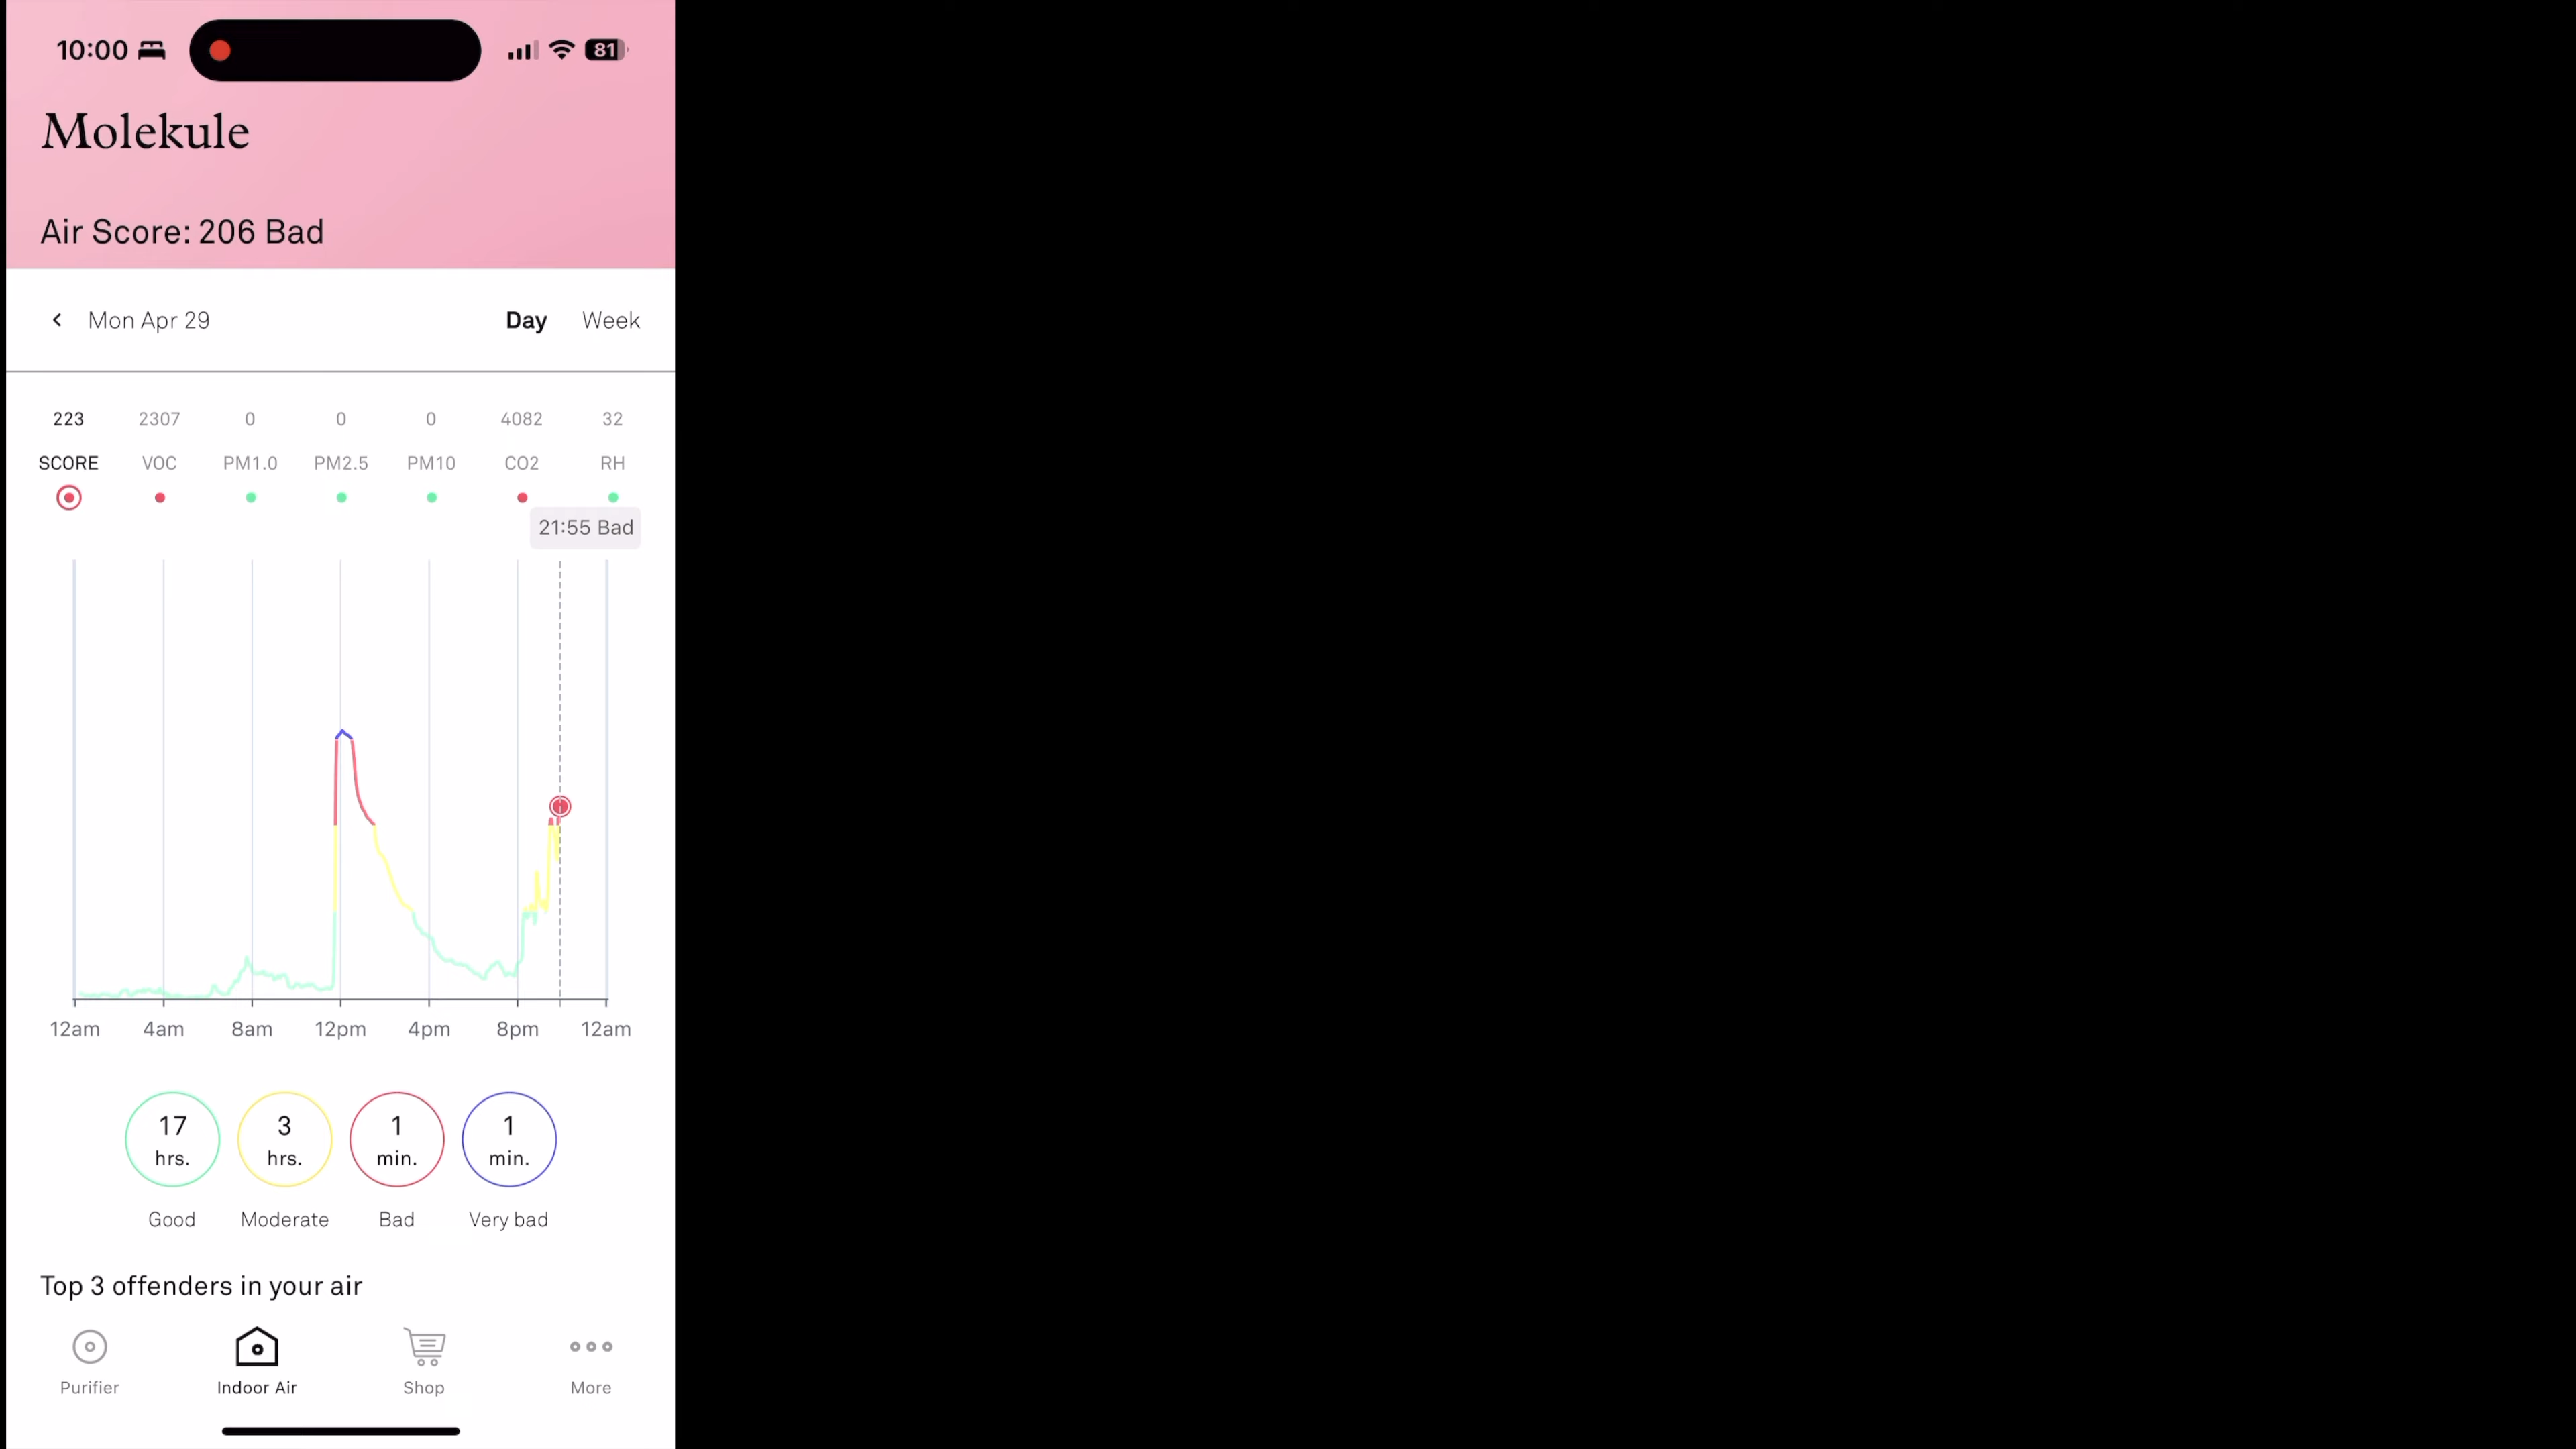 10:00
81
Molekule
Air Score: 206 Bad
Mon Apr 29
Day Week
223 2307 0 0 0 4082 32
SCORE VOC PM1.0 PM2.5 PM10 CO2 RH
21:55 Bad
12am 4am 8am 12pm 4pm 8pm 12am
17 3 1 1
hrs. hrs. min. min.
Good Moderate Bad Very bad
Top 3 offenders in your air
Purifier Indoor Air Shop More